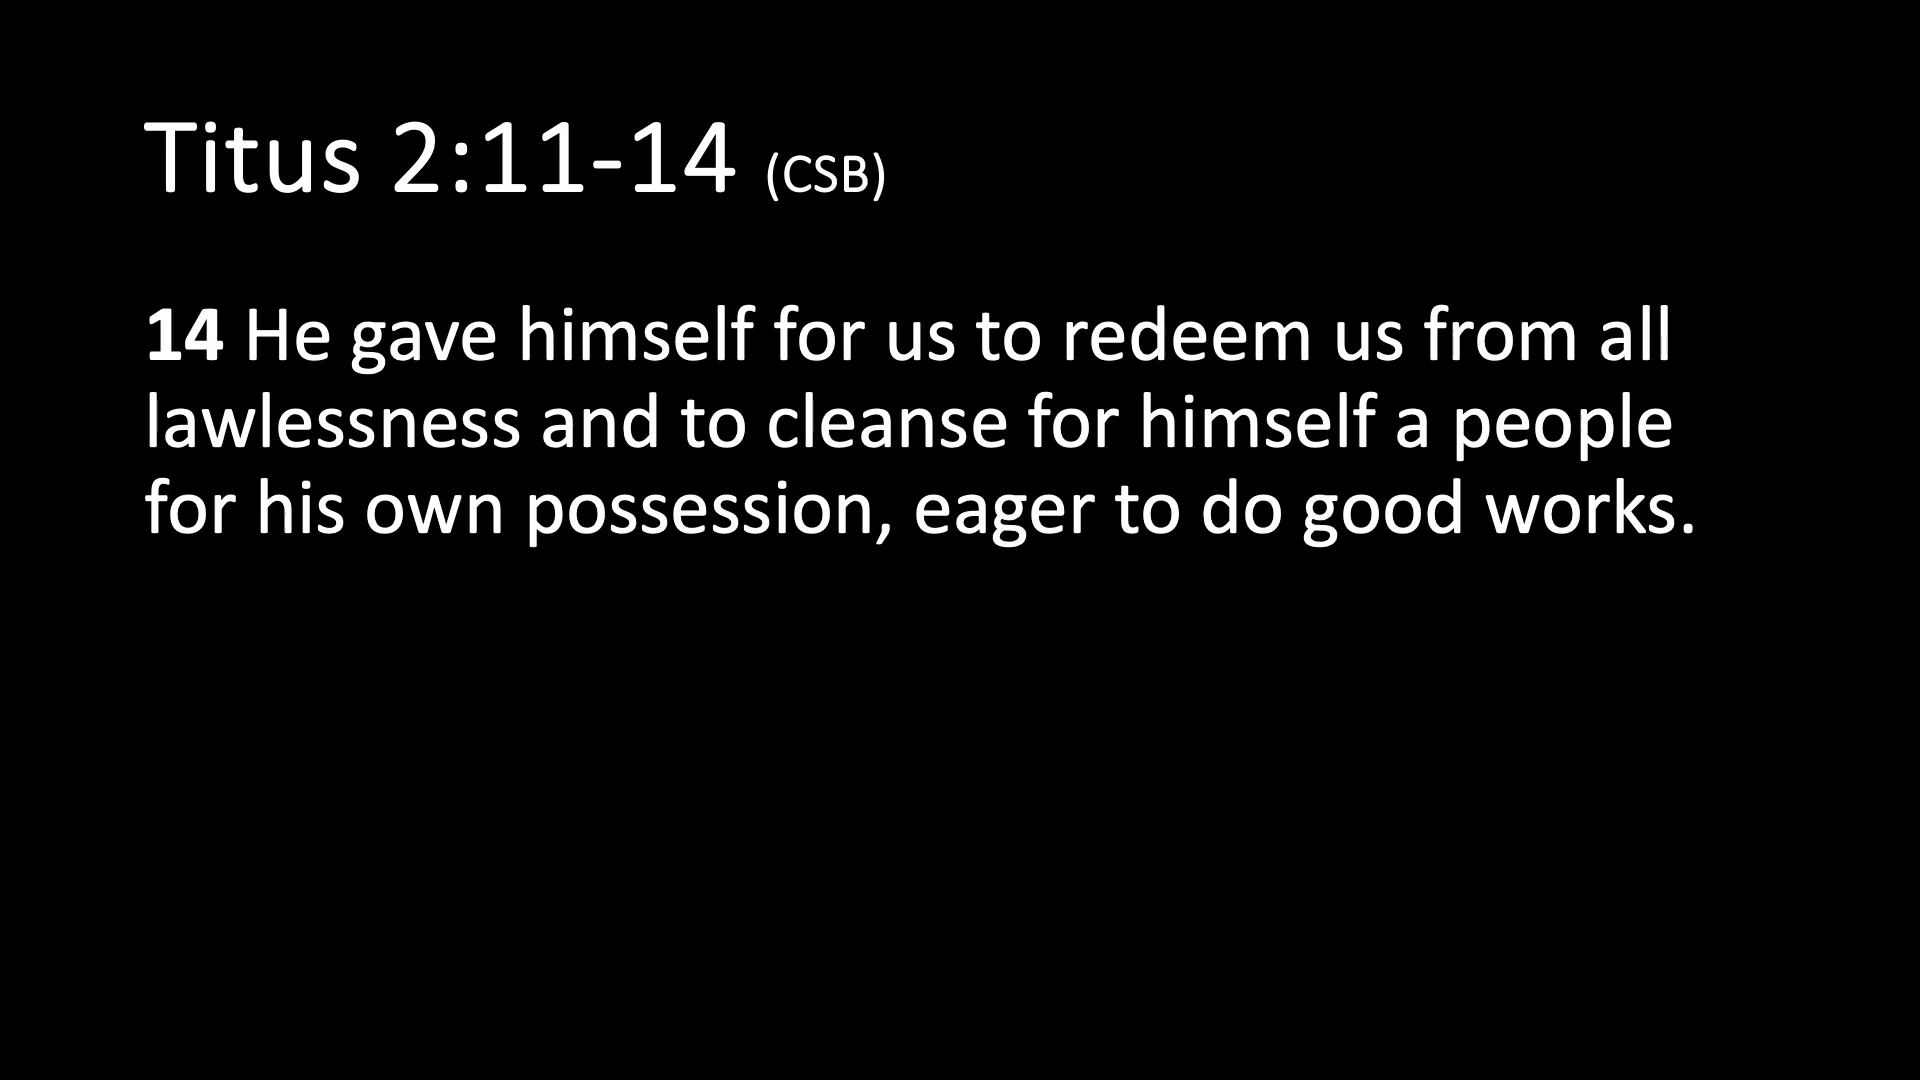 Titus 2:11-14 (CSB)
14 He gave himself for us to redeem us from all
lawlessness and to cleanse for himself a people
for his own possession, eager to do good works.